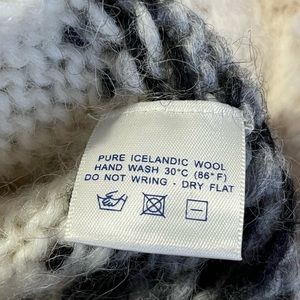 PURE ICELANDIC WOOL
HAND WASH 30°C (86°F)
DO NOT WRING - DRY FLAT